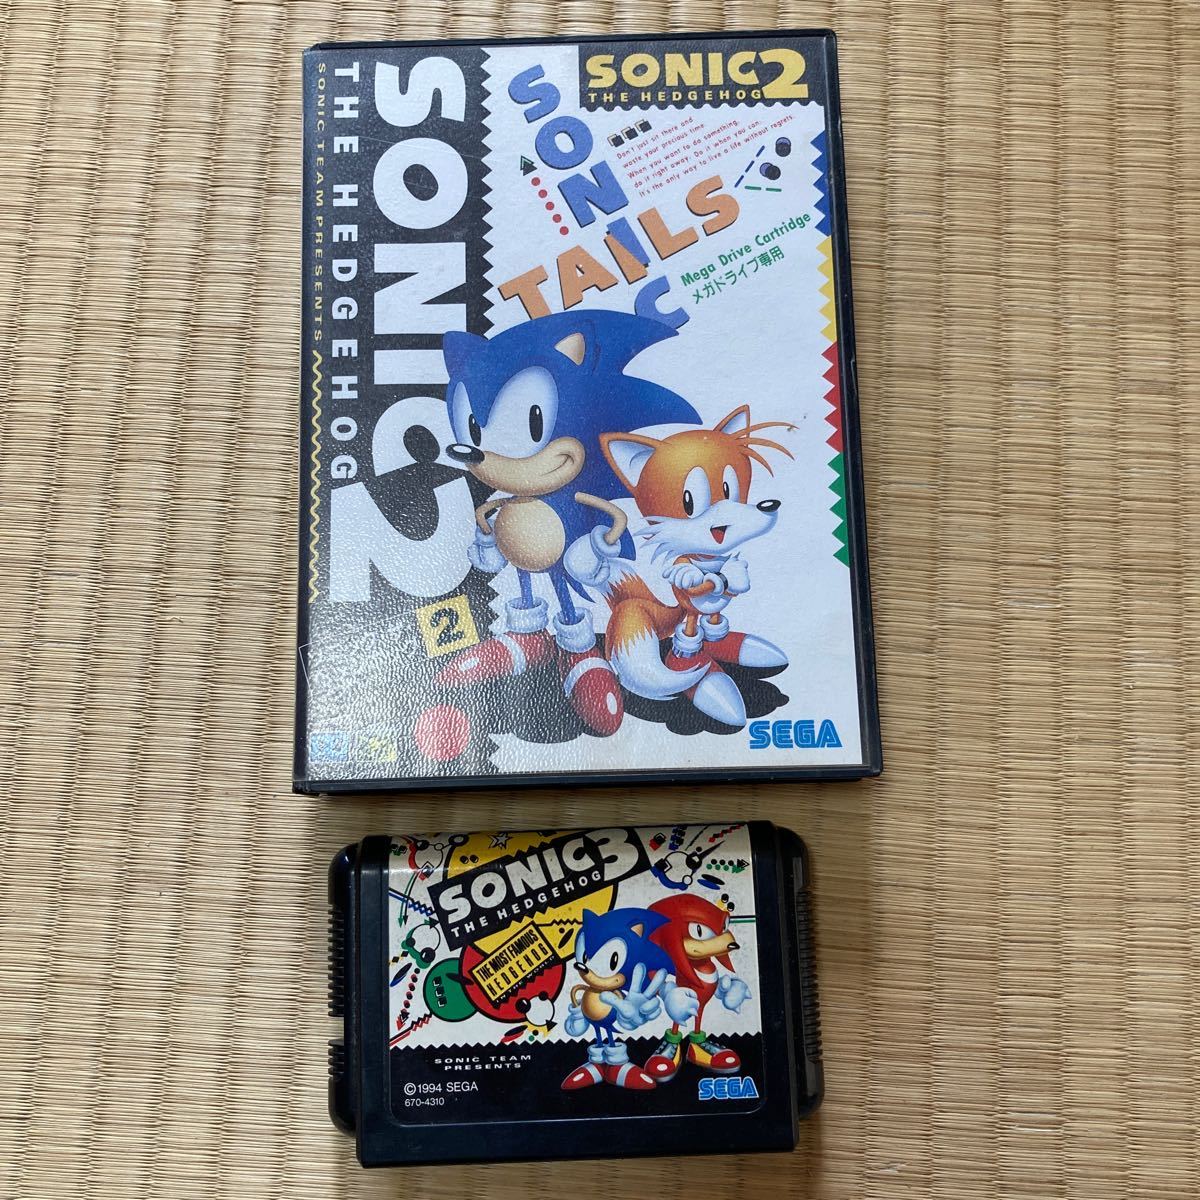 SONIC 2
THE HEDGEHOG
SONIC TEAM PRESENTS
SONIC 2
THE HEDGEHOG
SONIC
TAILS
Don't just sit there and
waste your precious time.
When you want to do something,
do it right away. Do it when you can.
It's the only way to live a life without regrets.
Mega Drive Cartridge
メガドライブ専用
2
SEGA
SONIC 3
THE HEDGEHOG
THE MOST FAMOUS
HEDGEHOG
SONIC TEAM
PRESENTS
©1994 SEGA
670-4310
SEGA